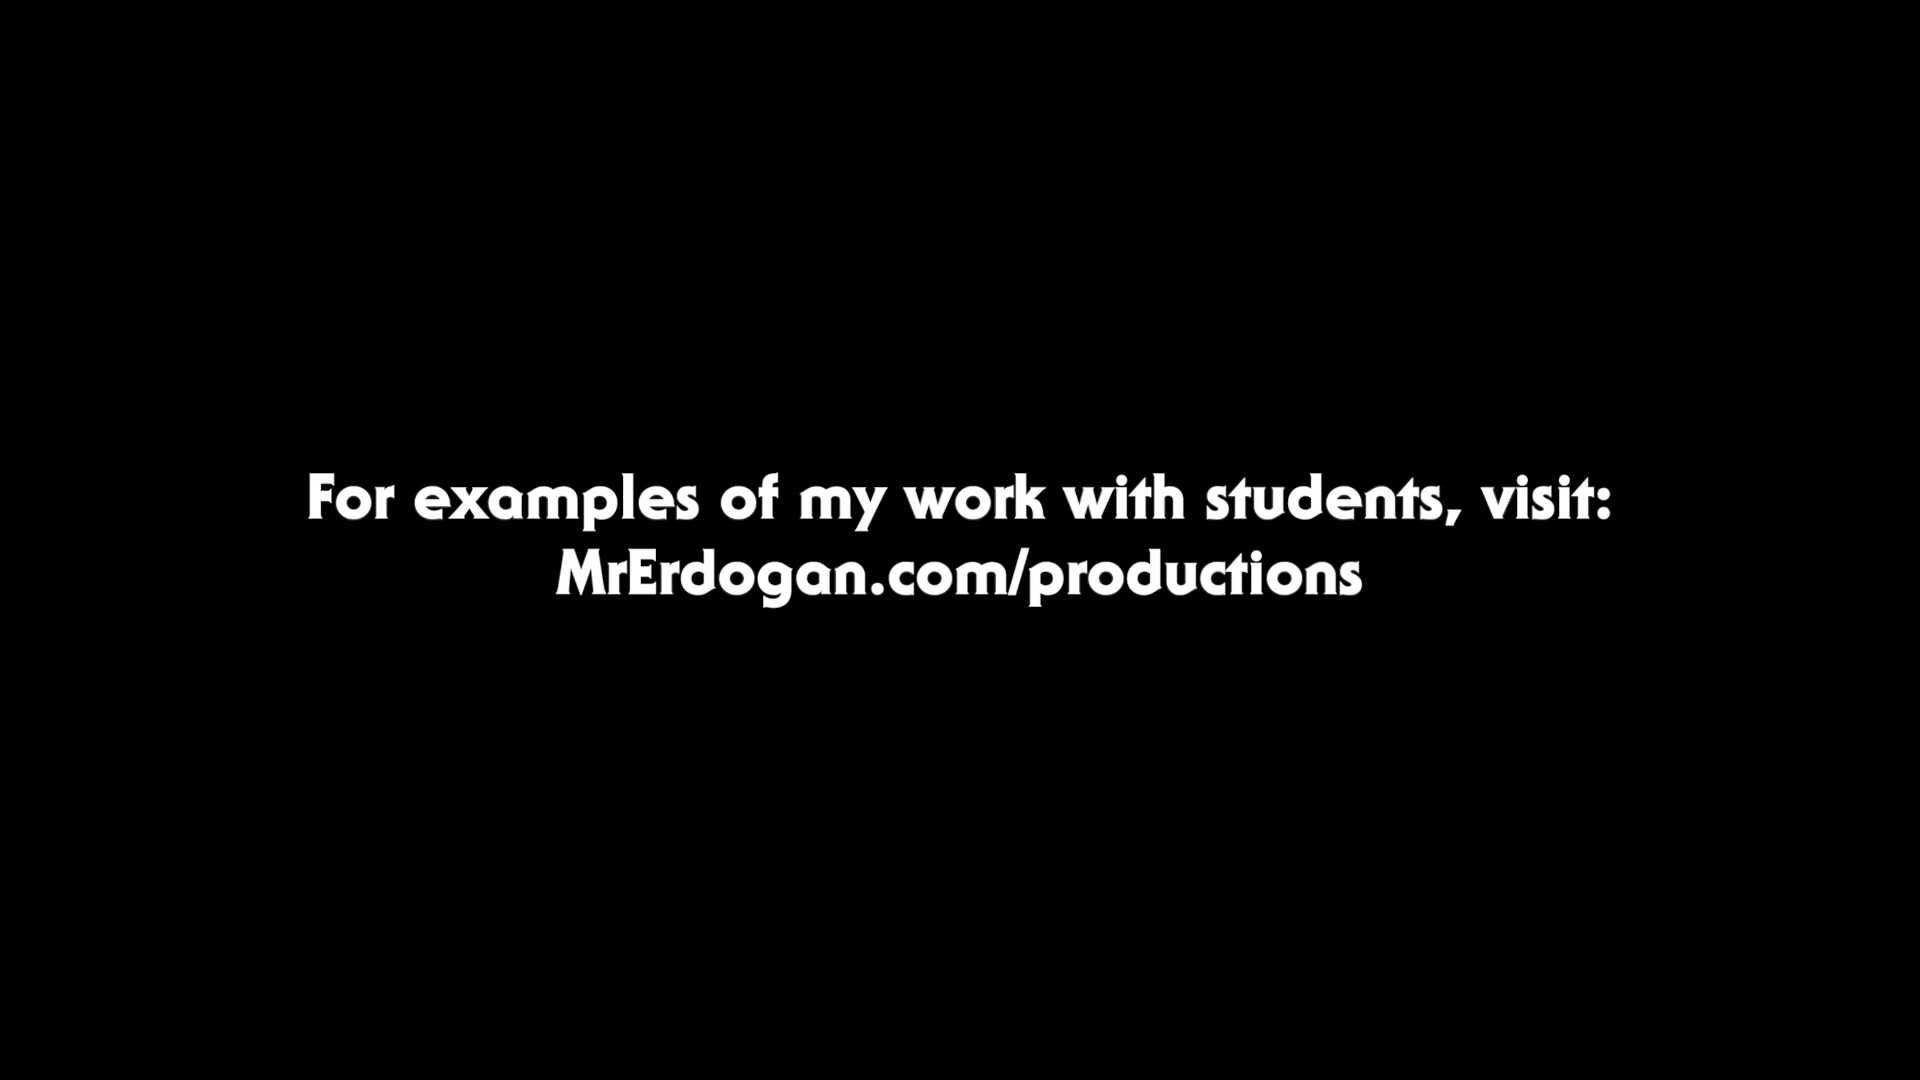 For examples of my work with students, visit:
MrErdogan.com/productions